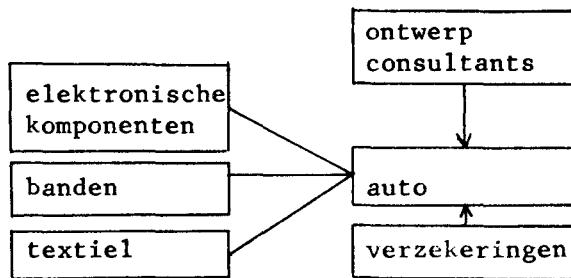 ontwerp
consultants
elektronische
komponenten
banden
auto
textiel
verzekeringen